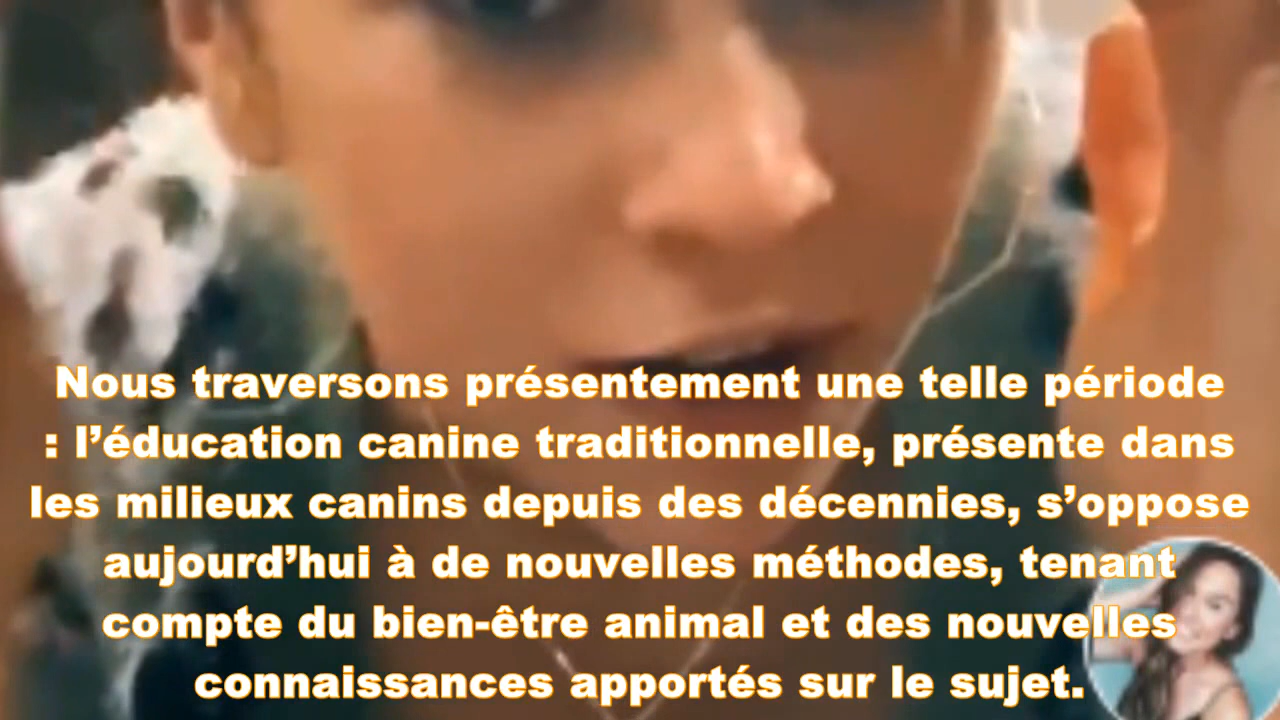 Nous traversons présentement une telle période
: l’éducation canine traditionnelle, présente dans
les milieux canins depuis des décennies, s’oppose
aujourd’hui à de nouvelles méthodes, tenant
compte du bien-être animal et des nouvelles
connaissances apportés sur le sujet.